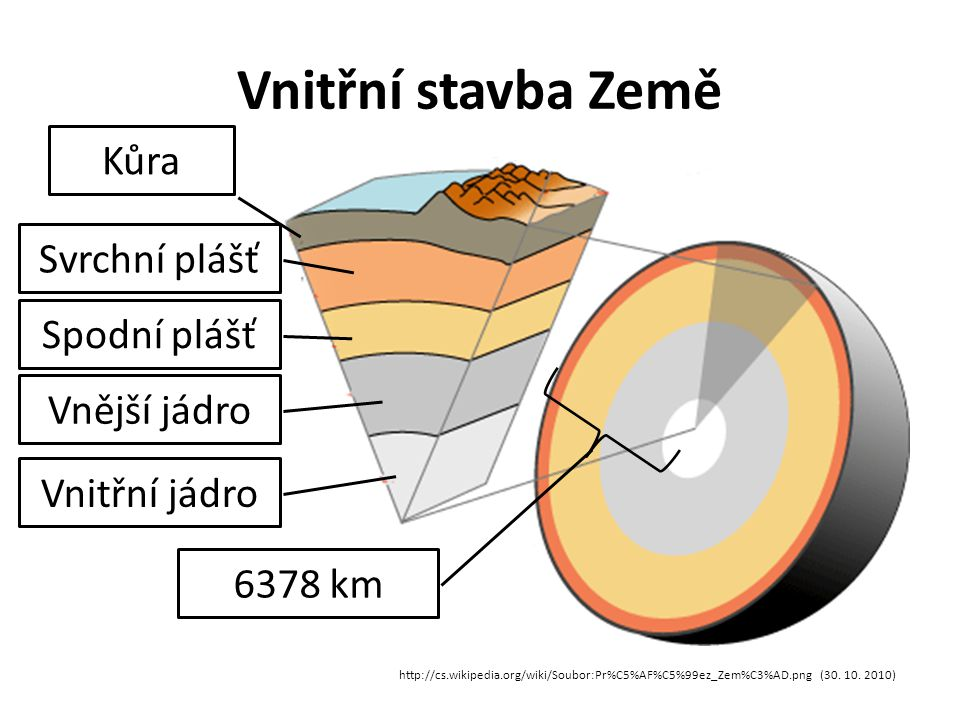 Vnitřní stavba Země
Kůra
Svrchní plášť
Spodní plášť
Vnější jádro
Vnitřní jádro
6378 km
http://cs.wikipedia.org/wiki/Soubor:Pr%C5%AF%C5%99ez_Zem%C3%AD.png (30. 10. 2010)